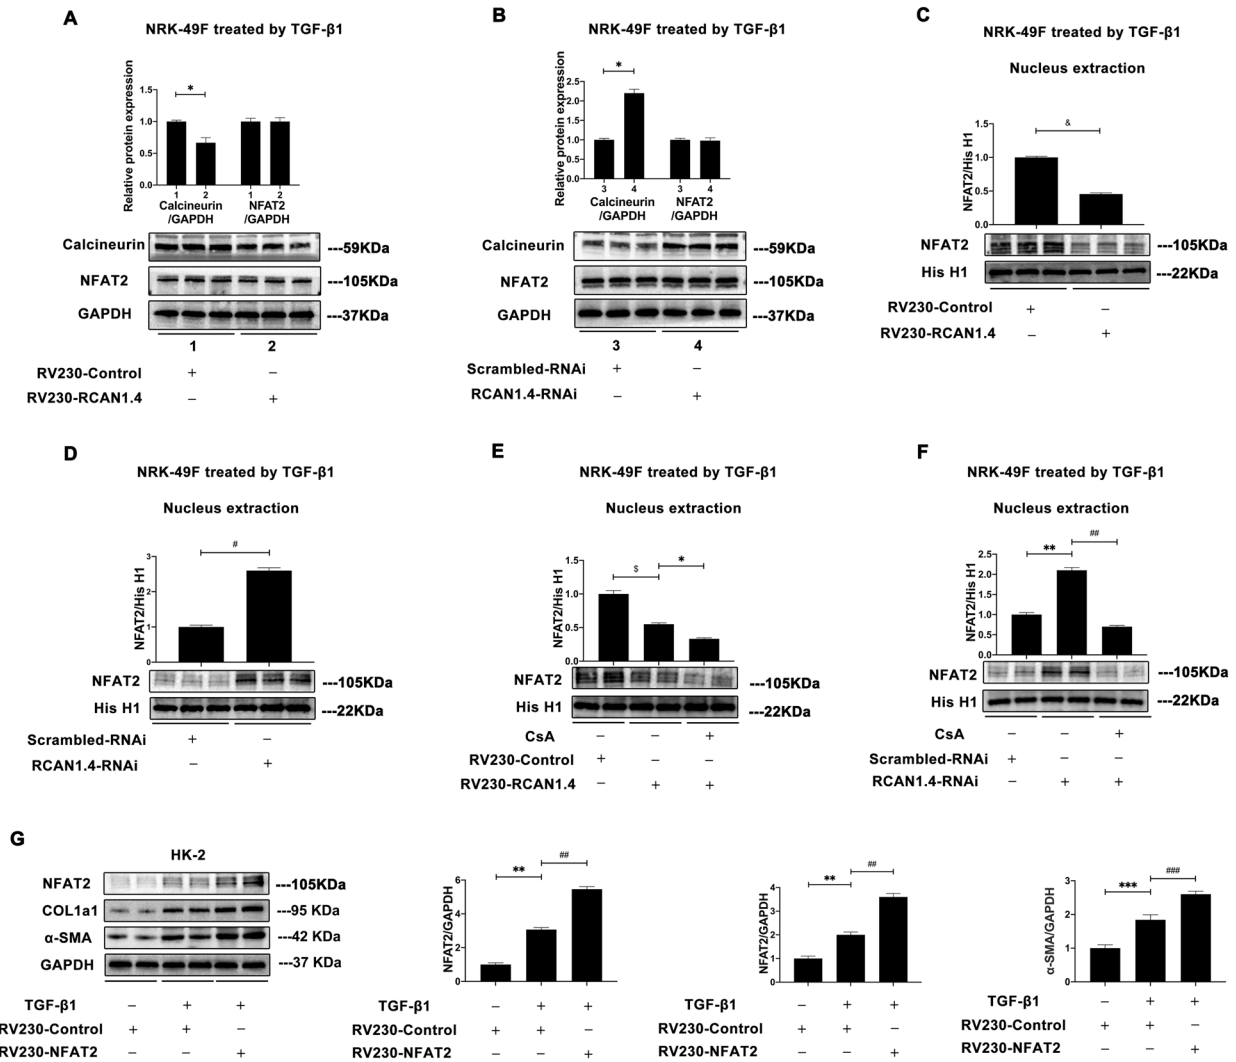 A
NRK-49F treated by TGF-β1
Relative protein expression
1.5
1.0
0.5
0.0
*
1 2 1 2
Calcineurin NFAT2
/GAPDH /GAPDH
Calcineurin ---59KDa
NFAT2 ---105KDa
GAPDH ---37KDa
1 2
RV230-Control + –
RV230-RCAN1.4 – +
B
NRK-49F treated by TGF-β1
Relative protein expression
2.5
2.0
1.5
1.0
0.5
0.0
*
3 4 3 4
Calcineurin NFAT2
/GAPDH /GAPDH
Calcineurin ---59KDa
NFAT2 ---105KDa
GAPDH ---37KDa
3 4
Scrambled-RNAi + –
RCAN1.4-RNAi – +
C
NRK-49F treated by TGF-β1
Nucleus extraction
NFAT2/His H1
1.5
1.0
0.5
0.0
&
NFAT2 ---105KDa
His H1 ---22KDa
RV230-Control + –
RV230-RCAN1.4 – +
D
NRK-49F treated by TGF-β1
Nucleus extraction
NFAT2/His H1
3
2
1
0
#
NFAT2 ---105KDa
His H1 ---22KDa
Scrambled-RNAi + –
RCAN1.4-RNAi – +
E
NRK-49F treated by TGF-β1
Nucleus extraction
NFAT2/His H1
1.5
1.0
0.5
0.0
$ *
NFAT2 ---105KDa
His H1 ---22KDa
CsA – – +
RV230-Control + – –
RV230-RCAN1.4 – + +
F
NRK-49F treated by TGF-β1
Nucleus extraction
NFAT2/His H1
2.5
2.0
1.5
1.0
0.5
0.0
** ##
NFAT2 ---105KDa
His H1 ---22KDa
CsA – – +
Scrambled-RNAi + – –
RCAN1.4-RNAi – + +
G
HK-2
NFAT2 ---105KDa
COL1a1 ---95 KDa
α-SMA ---42 KDa
GAPDH ---37 KDa
TGF-β1 – + +
RV230-Control + + –
RV230-NFAT2 – – +
NFAT2/GAPDH
6
4
2
0
** ##
TGF-β1 – + +
RV230-Control + + –
RV230-NFAT2 – – +
NFAT2/GAPDH
4
3
2
1
0
** ##
TGF-β1 – + +
RV230-Control + + –
RV230-NFAT2 – – +
α-SMA/GAPDH
3
2
1
0
*** ###
TGF-β1 – + +
RV230-Control + + –
RV230-NFAT2 – – +